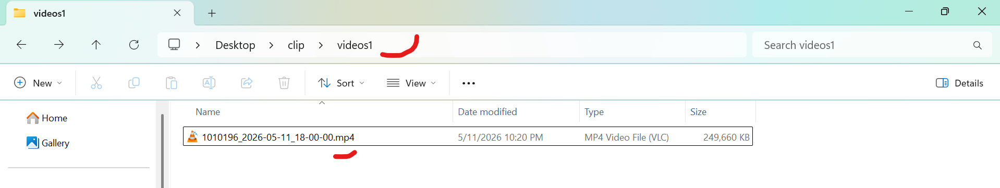 videos1
Desktop > clip > videos1
Search videos1
New
Sort
View
Details
Home
Gallery
Name Date modified Type Size
1010196_2026-05-11_18-00-00.mp4 5/11/2026 10:20 PM MP4 Video File (VLC) 249,660 KB